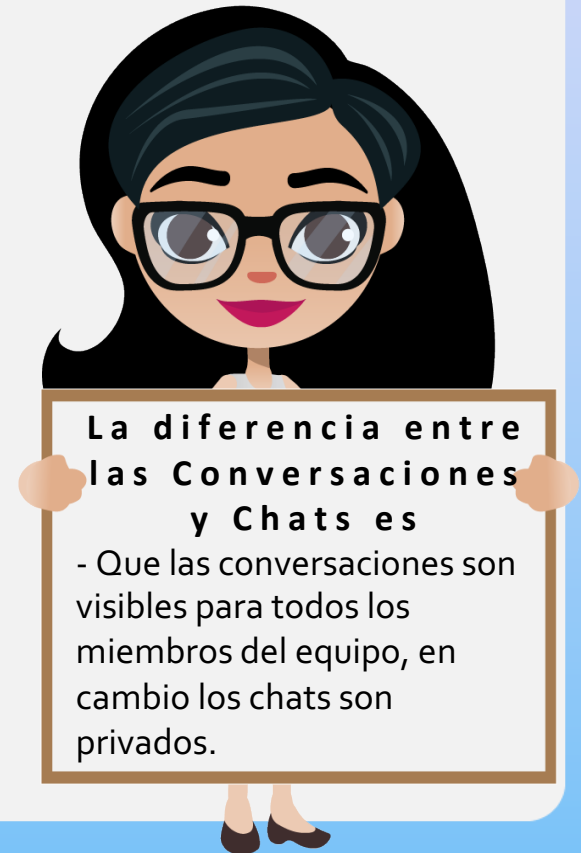 La diferencia entre
las Conversaciones
y Chats es
- Que las conversaciones son
visibles para todos los
miembros del equipo, en
cambio los chats son
privados.